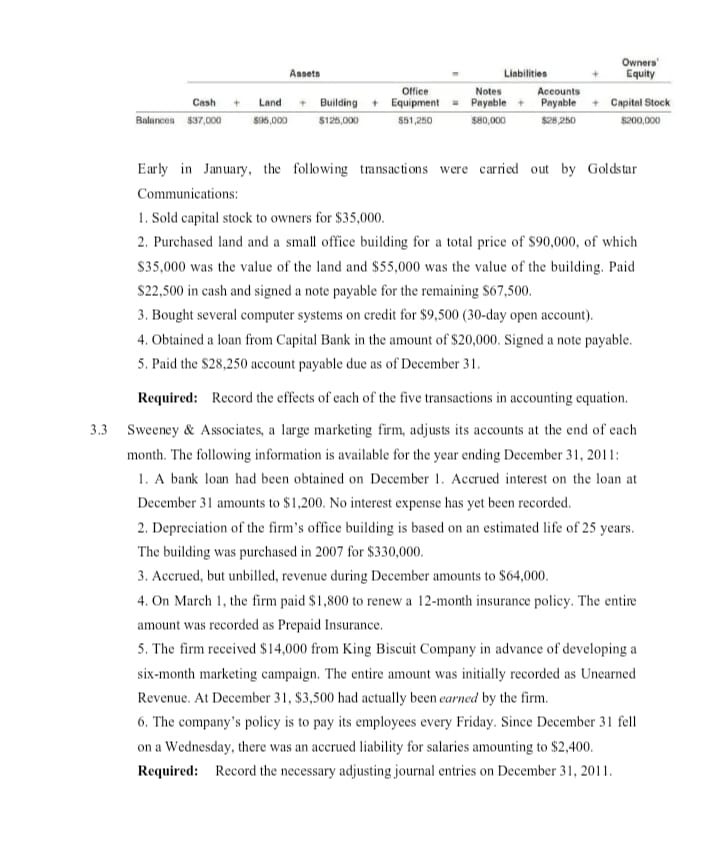 Assets = Liabilities + Owners' Equity
Cash + Land + Building + Office Equipment = Notes Payable + Accounts Payable + Capital Stock
Balances $37,000 $95,000 $125,000 $51,250 $80,000 $28,250 $200,000
Early in January, the following transactions were carried out by Goldstar
Communications:
1. Sold capital stock to owners for $35,000.
2. Purchased land and a small office building for a total price of $90,000, of which
$35,000 was the value of the land and $55,000 was the value of the building. Paid
$22,500 in cash and signed a note payable for the remaining $67,500.
3. Bought several computer systems on credit for $9,500 (30-day open account).
4. Obtained a loan from Capital Bank in the amount of $20,000. Signed a note payable.
5. Paid the $28,250 account payable due as of December 31.
Required: Record the effects of each of the five transactions in accounting equation.
3.3 Sweeney & Associates, a large marketing firm, adjusts its accounts at the end of each
month. The following information is available for the year ending December 31, 2011:
1. A bank loan had been obtained on December 1. Accrued interest on the loan at
December 31 amounts to $1,200. No interest expense has yet been recorded.
2. Depreciation of the firm's office building is based on an estimated life of 25 years.
The building was purchased in 2007 for $330,000.
3. Accrued, but unbilled, revenue during December amounts to $64,000.
4. On March 1, the firm paid $1,800 to renew a 12-month insurance policy. The entire
amount was recorded as Prepaid Insurance.
5. The firm received $14,000 from King Biscuit Company in advance of developing a
six-month marketing campaign. The entire amount was initially recorded as Unearned
Revenue. At December 31, $3,500 had actually been earned by the firm.
6. The company's policy is to pay its employees every Friday. Since December 31 fell
on a Wednesday, there was an accrued liability for salaries amounting to $2,400.
Required: Record the necessary adjusting journal entries on December 31, 2011.